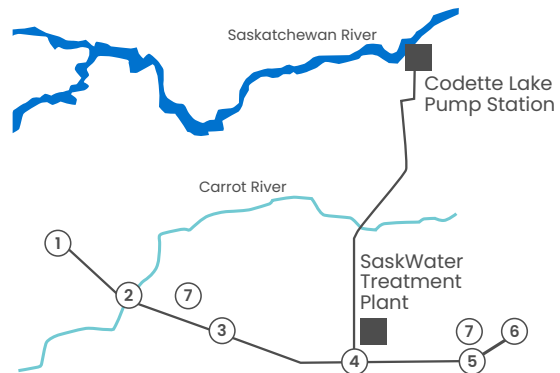 Saskatchewan River
Codette Lake
Pump Station
Carrot River
1
SaskWater
Treatment
Plant
2
7
3
7
6
4
5